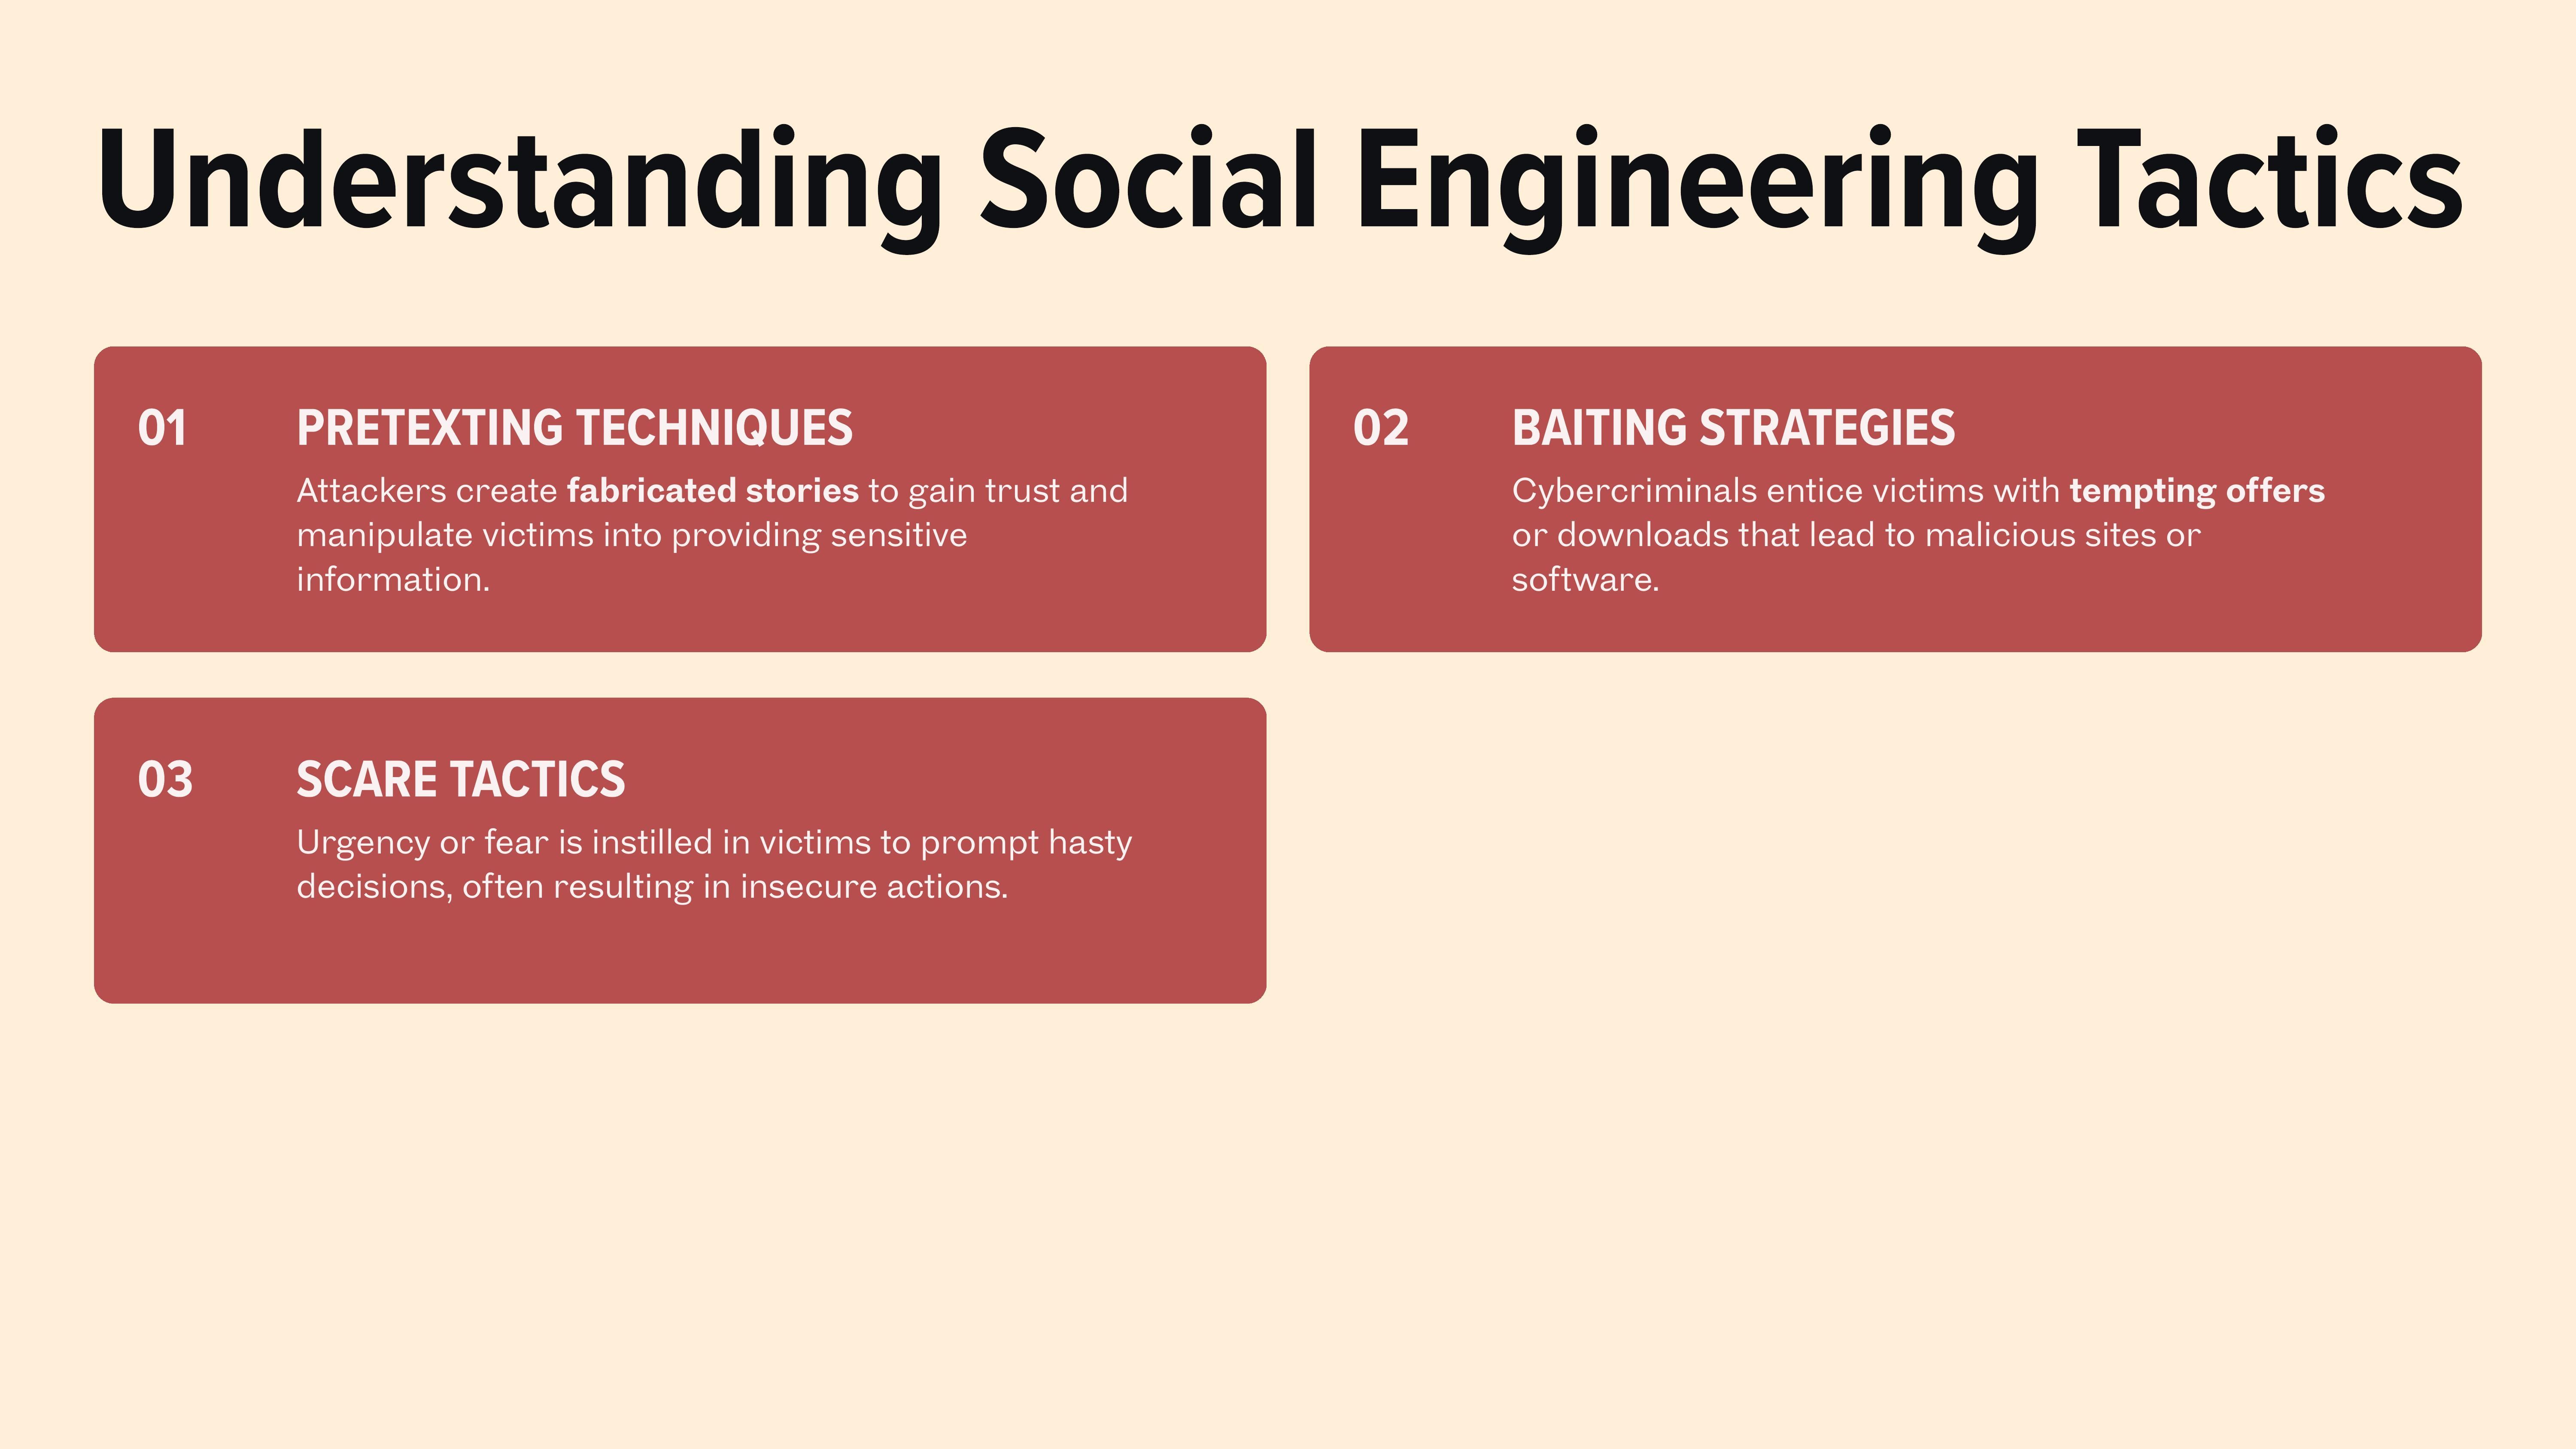 Understanding Social Engineering Tactics
01
PRETEXTING TECHNIQUES
Attackers create fabricated stories to gain trust and
manipulate victims into providing sensitive
information.
02
BAITING STRATEGIES
Cybercriminals entice victims with tempting offers
or downloads that lead to malicious sites or
software.
03
SCARE TACTICS
Urgency or fear is instilled in victims to prompt hasty
decisions, often resulting in insecure actions.